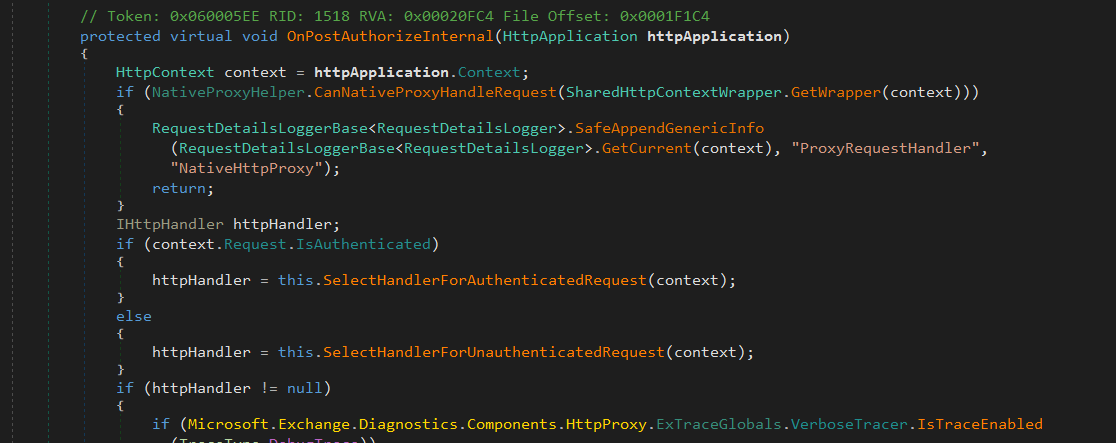 // Token: 0x060005EE RID: 1518 RVA: 0x00020FC4 File Offset: 0x0001F1C4
protected virtual void OnPostAuthorizeInternal(HttpApplication httpApplication)
{
HttpContext context = httpApplication.Context;
if (NativeProxyHelper.CanNativeProxyHandleRequest(SharedHttpContextWrapper.GetWrapper(context)))
{
RequestDetailsLoggerBase<RequestDetailsLogger>.SafeAppendGenericInfo
(RequestDetailsLoggerBase<RequestDetailsLogger>.GetCurrent(context), "ProxyRequestHandler",
"NativeHttpProxy");
return;
}
IHttpHandler httpHandler;
if (context.Request.IsAuthenticated)
{
httpHandler = this.SelectHandlerForAuthenticatedRequest(context);
}
else
{
httpHandler = this.SelectHandlerForUnauthenticatedRequest(context);
}
if (httpHandler != null)
{
if (Microsoft.Exchange.Diagnostics.Components.HttpProxy.ExTraceGlobals.VerboseTracer.IsTraceEnabled
(TraceType.DebugTrace))